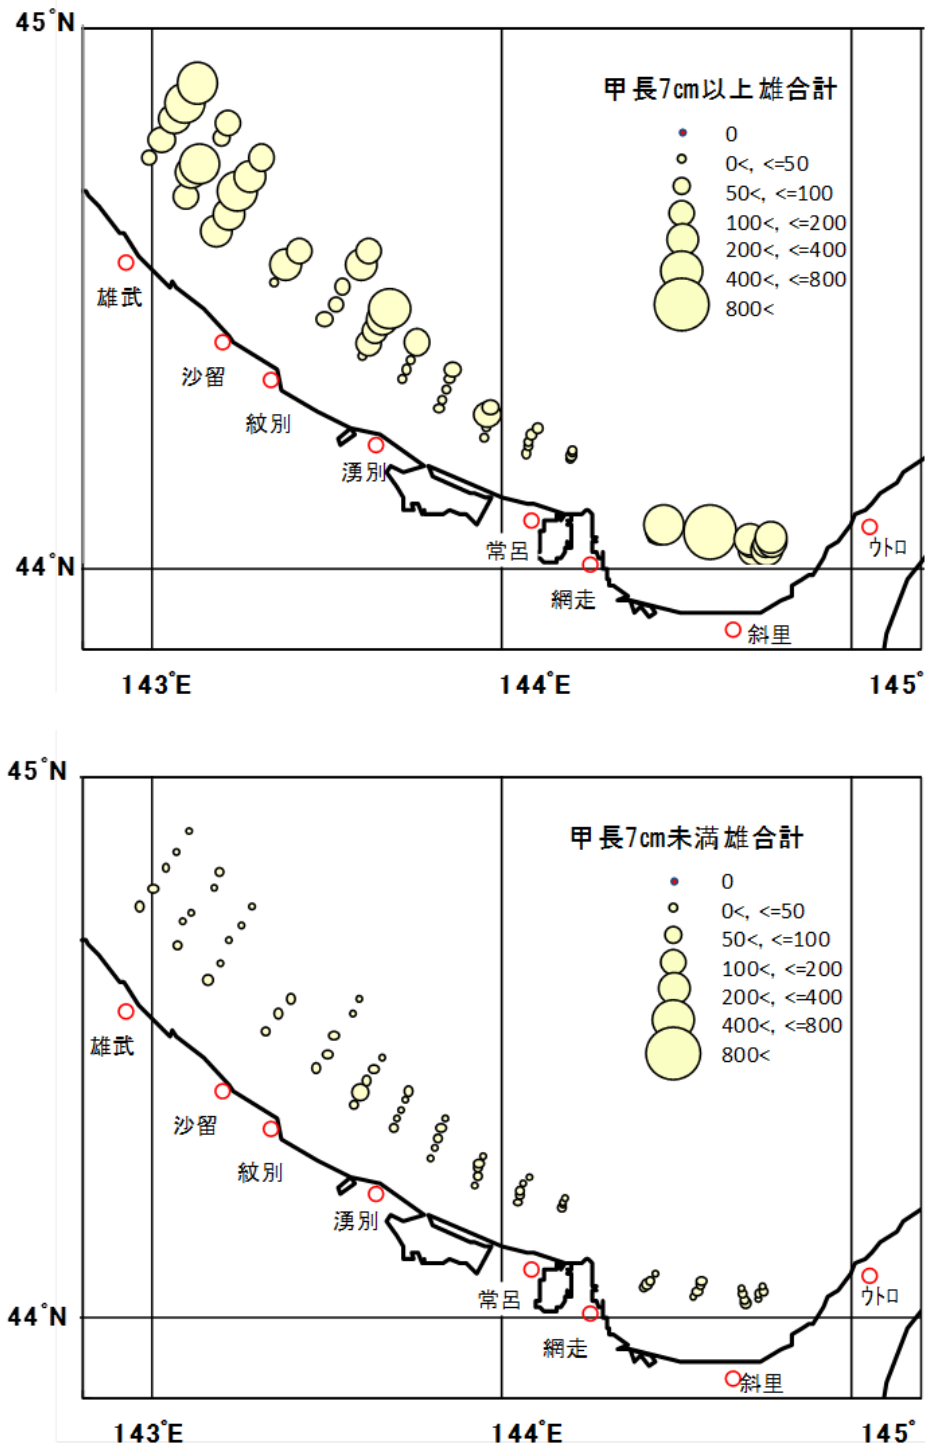 45°N
甲長7cm以上雄合計
0
0<, <=50
50<, <=100
100<, <=200
200<, <=400
400<, <=800
800<
雄武
沙留
紋別
湧別
常呂
網走
斜里
ウトロ
44°N
143°E
144°E
145°
45°N
甲長7cm未満雄合計
0
0<, <=50
50<, <=100
100<, <=200
200<, <=400
400<, <=800
800<
雄武
沙留
紋別
湧別
常呂
網走
斜里
ウトロ
44°N
143°E
144°E
145°